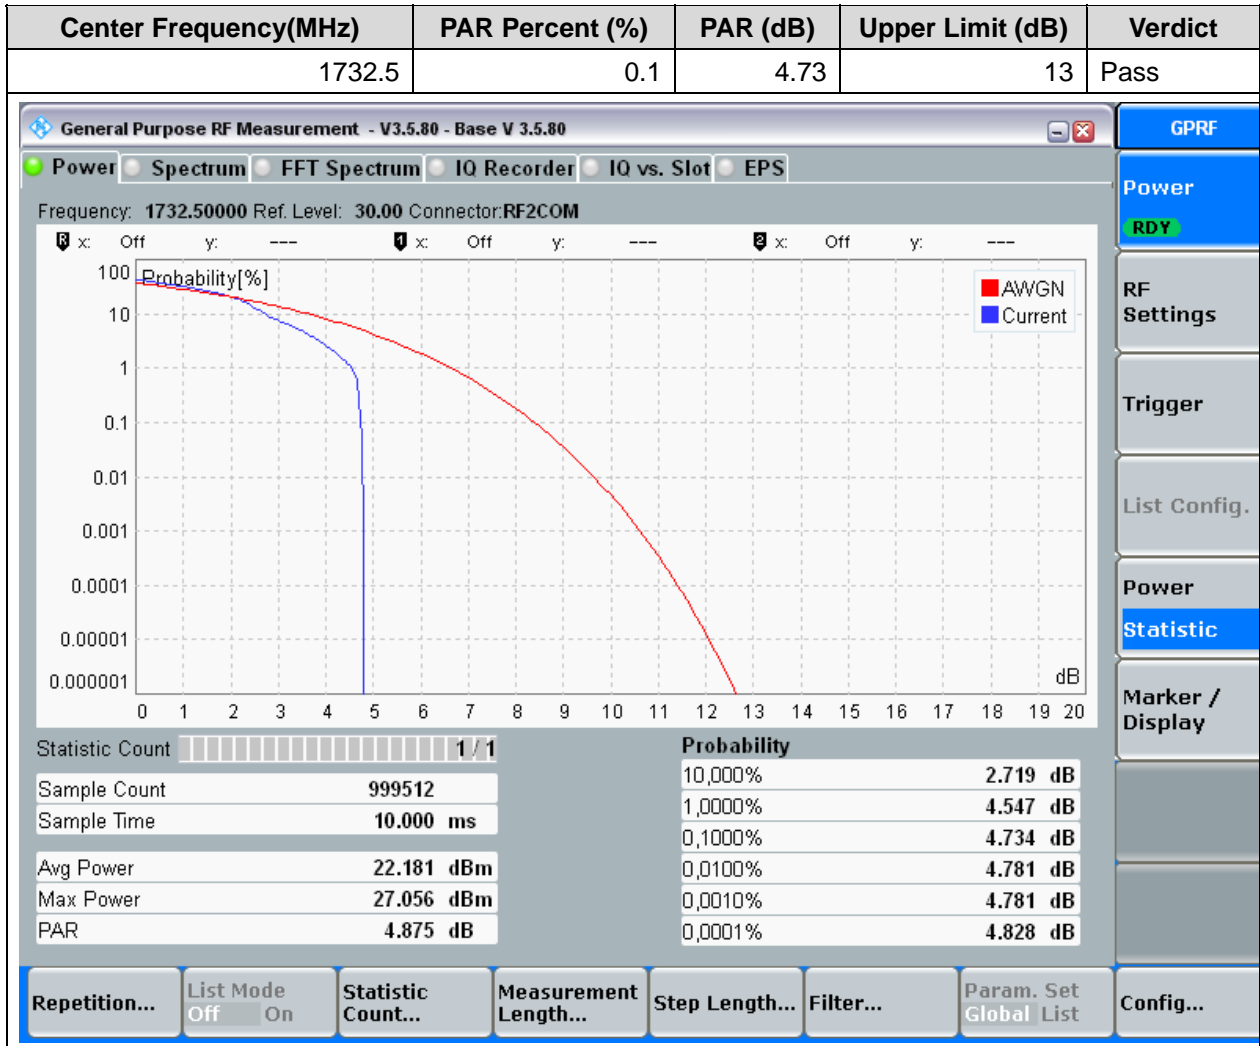 Center Frequency(MHz) PAR Percent (%) PAR (dB) Upper Limit (dB) Verdict
1732.5 0.1 4.73 13 Pass
General Purpose RF Measurement - V3.5.80 - Base V 3.5.80
GPRF
Power Spectrum FFT Spectrum IQ Recorder IQ vs. Slot EPS
Frequency: 1732.50000 Ref. Level: 30.00 Connector:RF2COM
R x: Off y: --- 1 x: Off y: --- 2 x: Off y: ---
Probability[%]
AWGN
Current
100
10
1
0.1
0.01
0.001
0.0001
0.00001
0.000001
dB
0 1 2 3 4 5 6 7 8 9 10 11 12 13 14 15 16 17 18 19 20
Statistic Count 1 / 1
Sample Count 999512
Sample Time 10.000 ms
Avg Power 22.181 dBm
Max Power 27.056 dBm
PAR 4.875 dB
Probability
10,000% 2.719 dB
1,0000% 4.547 dB
0,1000% 4.734 dB
0,0100% 4.781 dB
0,0010% 4.781 dB
0,0001% 4.828 dB
Power
RDY
RF
Settings
Trigger
List Config.
Power
Statistic
Marker /
Display
Repetition...
List Mode
Off On
Statistic
Count...
Measurement
Length...
Step Length...
Filter...
Param. Set
Global List
Config...